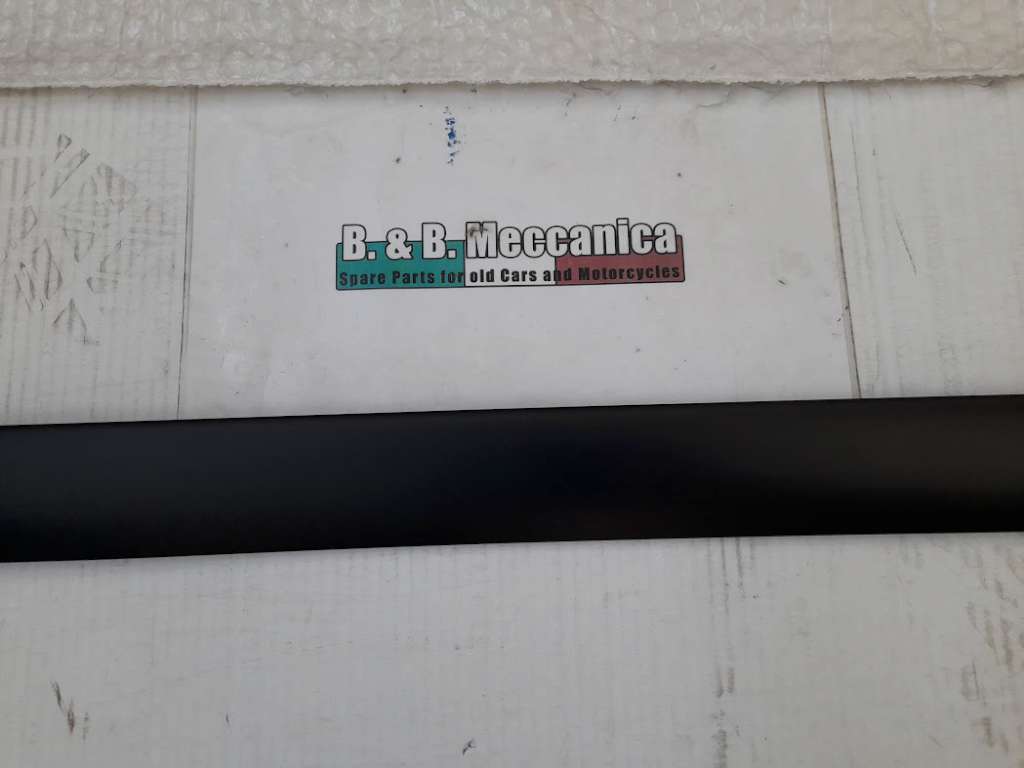 B. & B. Meccanica
Spare Parts for old Cars and Motorcycles